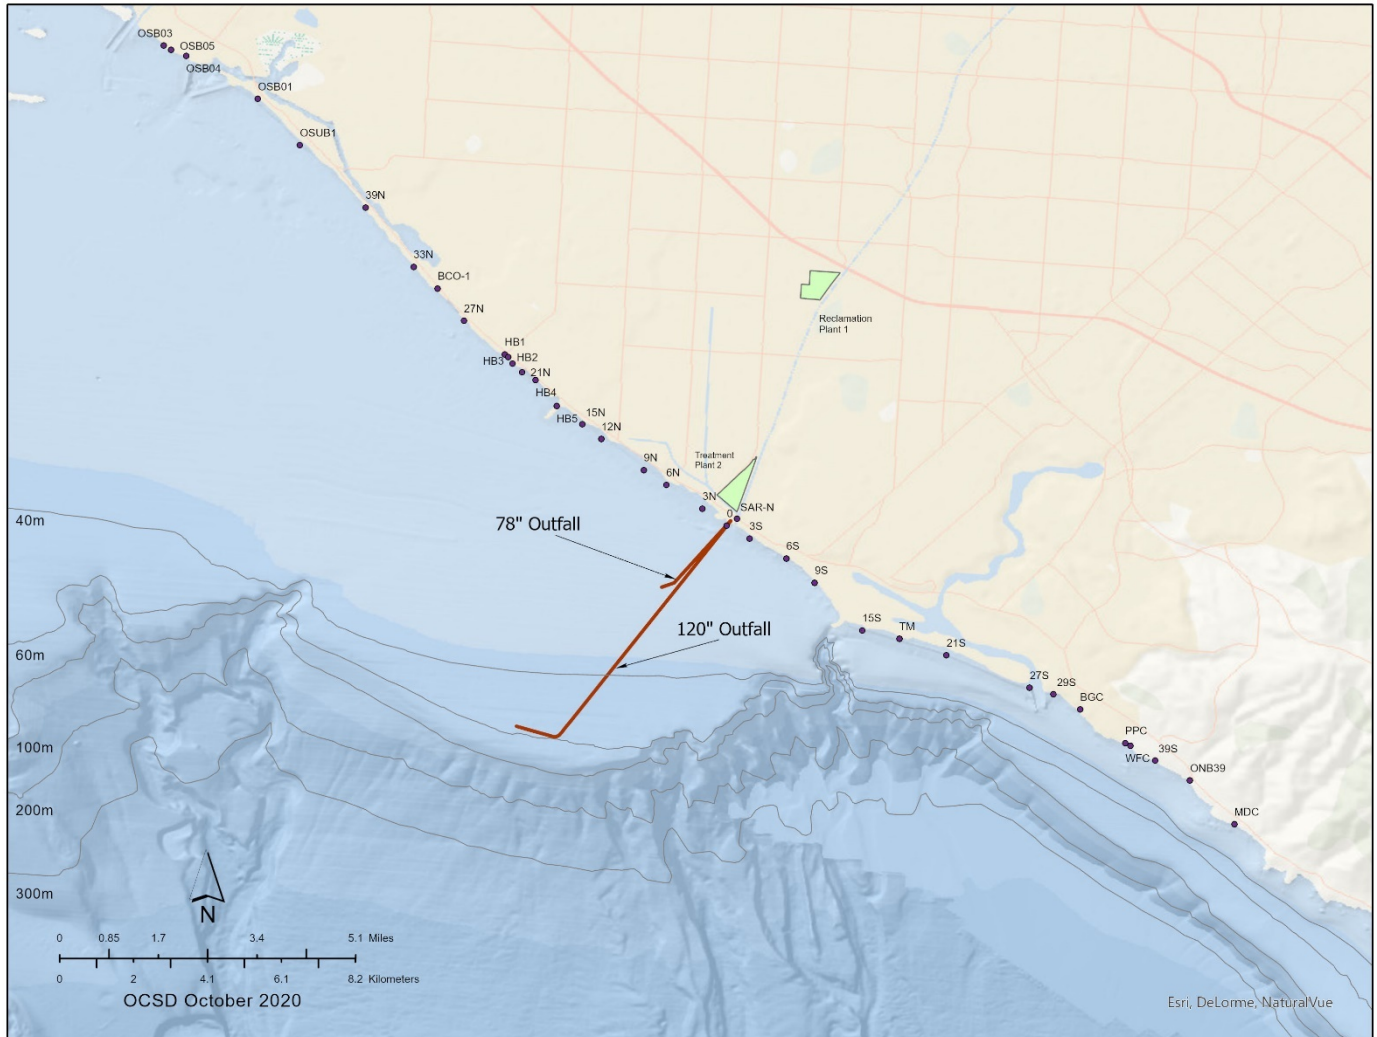 OSB03
OSB05
OSB04
OSB01
OSUB1
39N
33N
BCO-1
27N
HB1
HB3
HB2
21N
HB4
HB5
15N
12N
9N
6N
Reclamation
Plant 1
Treatment
Plant 2
3N
0
SAR-N
3S
78" Outfall
6S
9S
40m
120" Outfall
15S
TM
21S
60m
27S
29S
BGC
PPC
WFC
39S
ONB39
MDC
100m
200m
300m
N
0 0.85 1.7 3.4 5.1 Miles
0 2 4.1 6.1 8.2 Kilometers
OCSD October 2020
Esri, DeLorme, NaturalVue